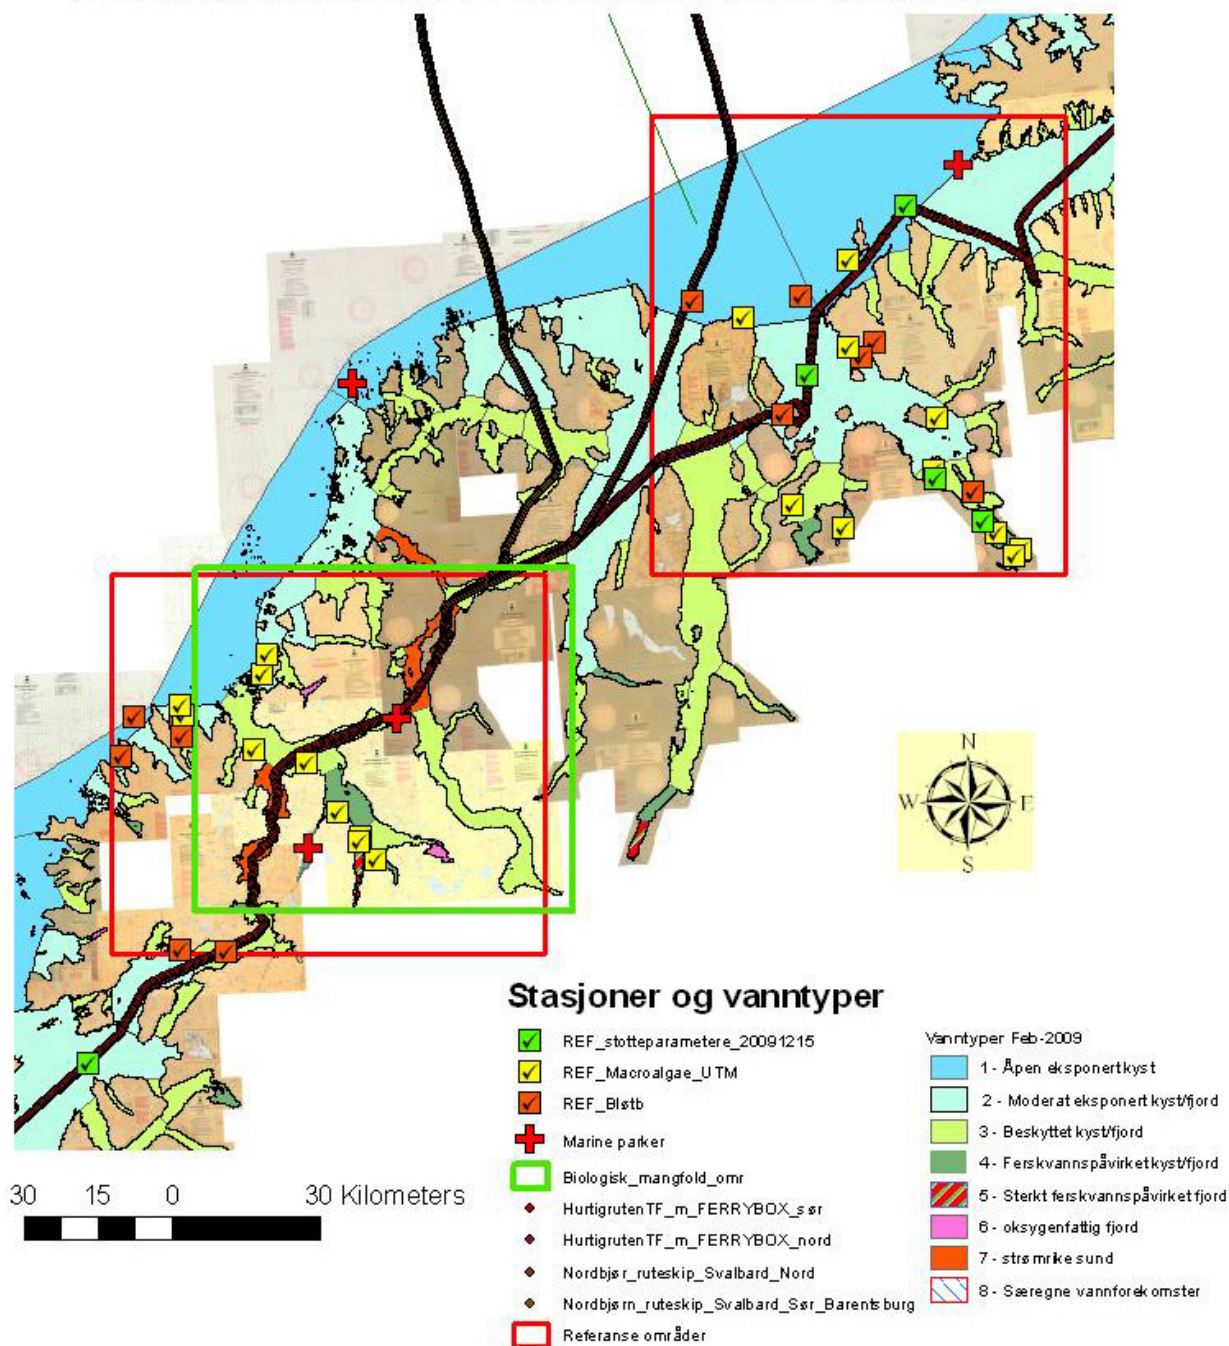 N
W E
S
Stasjoner og vanntyper
REF_stotteparametere_20091215
REF_Macroalgae_UTM
REF_Bløtb
Marine parker
Biologisk_mangfold_omr
HurtigrutenTF_m_FERRYBOX_sør
HurtigrutenTF_m_FERRYBOX_nord
Nordbjør_ruteskip_Svalbard_Nord
Nordbjørn_ruteskip_Svalbard_Sør_Barentsburg
Referanse områder
Vanntyper Feb-2009
1 - Åpen eksponert kyst
2 - Moderat eksponert kyst/fjord
3 - Beskyttet kyst/fjord
4 - Ferskvannspåvirket kyst/fjord
5 - Sterkt ferskvannspåvirket fjord
6 - oksygenfattig fjord
7 - strømrike sund
8 - Særegne vannforekomster
30 15 0 30 Kilometers